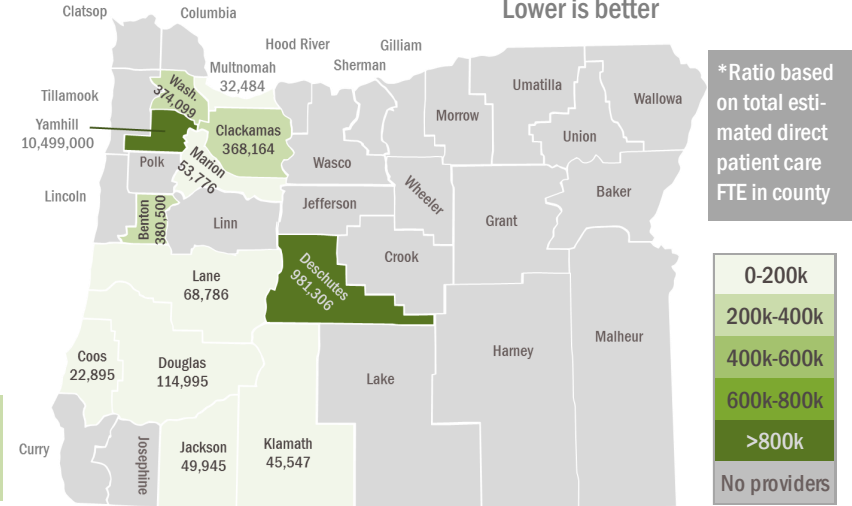 Lower is better
Clatsop
Columbia
Hood River
Gilliam
Sherman
Multnomah
32,484
Wash.
374,099
Tillamook
Yamhill
10,499,000
Clackamas
368,164
Marion
53,776
Polk
Lincoln
Benton
380,500
Linn
Wasco
Jefferson
Wheeler
Morrow
Umatilla
Union
Wallowa
Baker
Grant
Crook
Deschutes
981,306
Lane
68,786
Coos
22,895
Douglas
114,995
Lake
Harney
Malheur
Curry
Josephine
Jackson
49,945
Klamath
45,547
*Ratio based
on total esti-
mated direct
patient care
FTE in county
0-200k
200k-400k
400k-600k
600k-800k
>800k
No providers